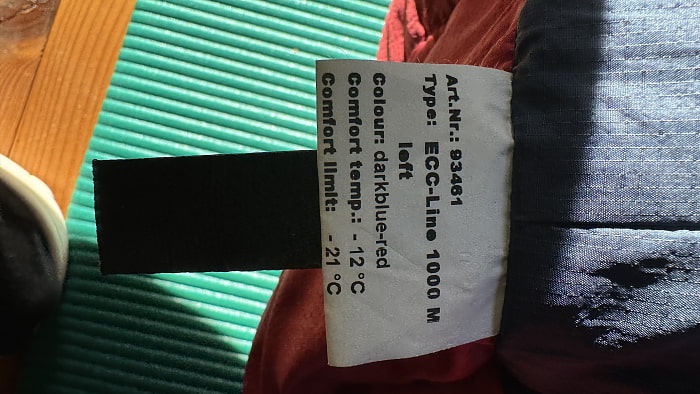 Art.Nr.: 93461
Type: ECC-Line 1000 M
left
Colour: darkblue-red
Comfort temp.: - 12 °C
Comfort limit: - 21 °C